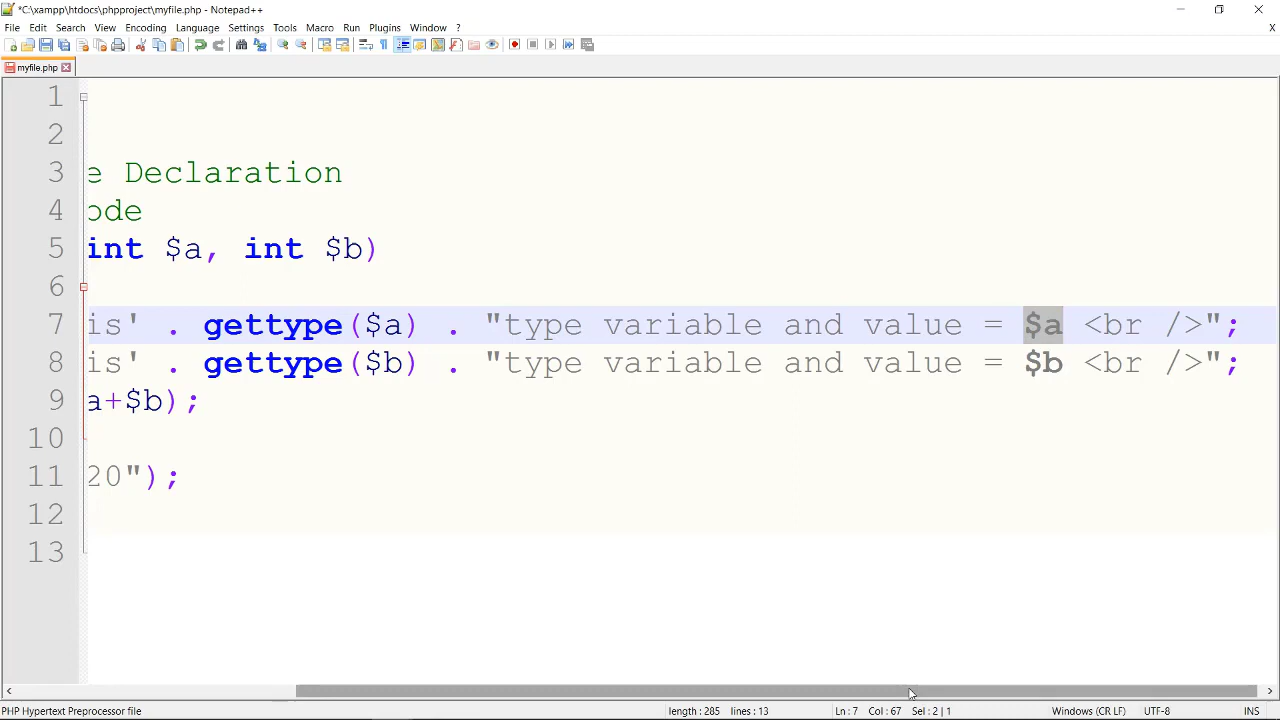 *C:\xampp\htdocs\phpproject\myfile.php - Notepad++
File Edit Search View Encoding Language Settings Tools Macro Run Plugins Window ?
X
myfile.php
1
2
3 e Declaration
4 ode
5 int $a, int $b)
6
7 is' . gettype($a) . "type variable and value = $a <br />";
8 is' . gettype($b) . "type variable and value = $b <br />";
9 a+$b);
10
11 20");
12
13
PHP Hypertext Preprocessor file length : 285 lines : 13 Ln : 7 Col : 67 Sel : 2 | 1 Windows (CR LF) UTF-8 INS